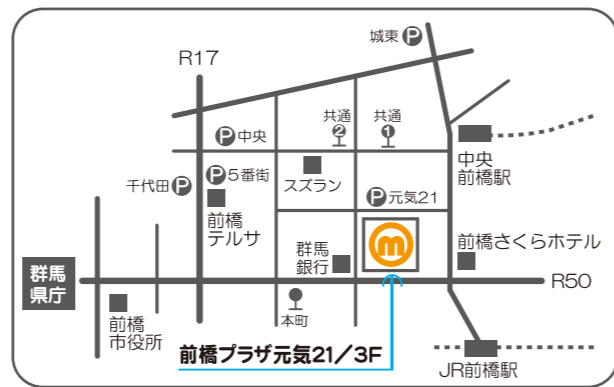 城東 P
R17
共通
2
共通
1
P 中央
中央
前橋駅
千代田 P
P 5番街
スズラン
P 元気21
前橋
テルサ
m
群馬
銀行
前橋さくらホテル
群馬
県庁
R50
前橋
市役所
本町
前橋プラザ元気21/3F
JR前橋駅